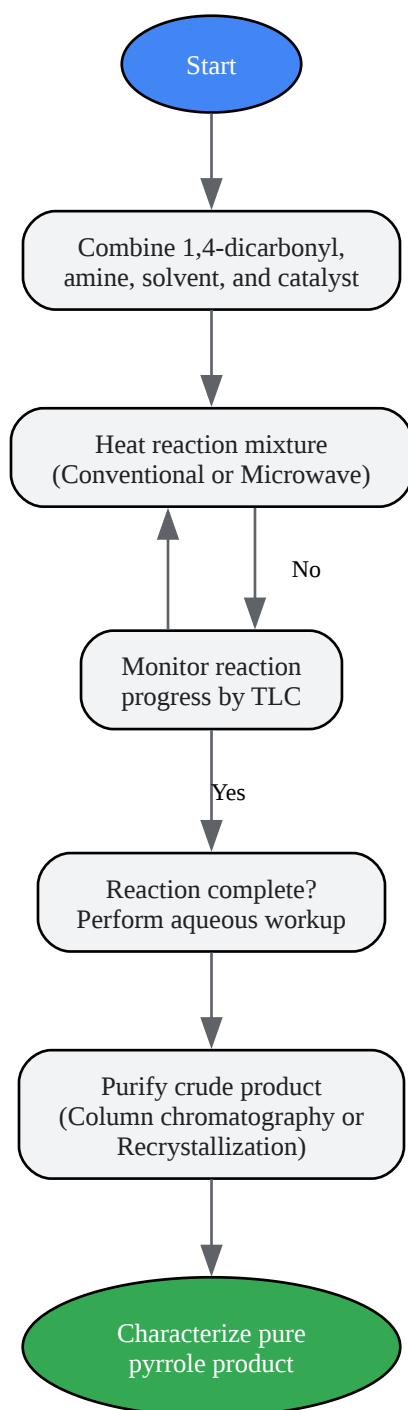 Start
Combine 1,4-dicarbonyl,
amine, solvent, and catalyst
Heat reaction mixture
(Conventional or Microwave)
No
Monitor reaction
progress by TLC
Yes
Reaction complete?
Perform aqueous workup
Purify crude product
(Column chromatography or
Recrystallization)
Characterize pure
pyrrole product